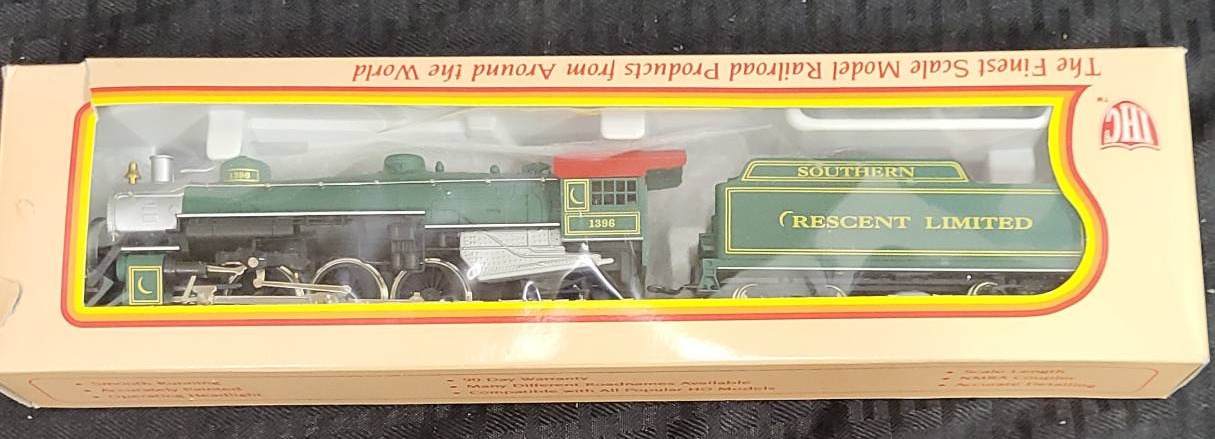 The Finest Scale Model Railroad Products from Around the World
IHC™
1396
SOUTHERN
1396
CRESCENT LIMITED
• Smooth Running
• Accurately Painted
• Operating Headlight
• 90 Day Warranty
• Many Different Roadnames Available
• Compatible with All Popular HO Models
• Scale Length
• NMRA Coupler
• Accurate Detailing